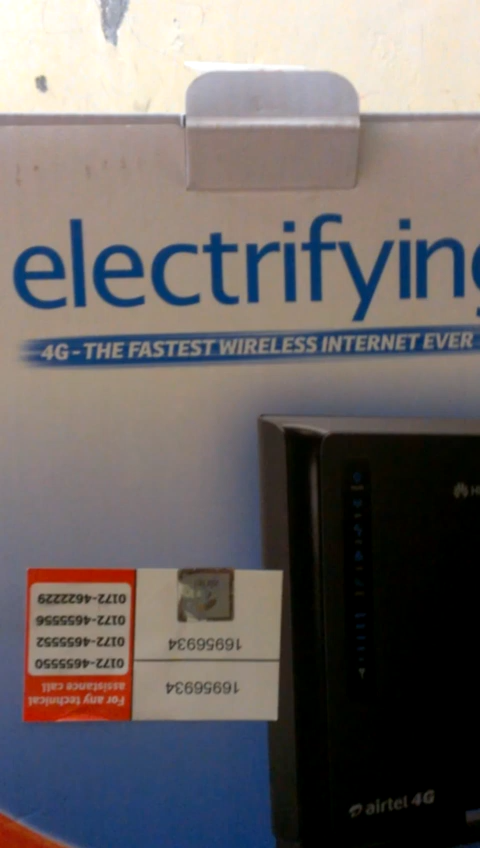 electrifying
4G - THE FASTEST WIRELESS INTERNET EVER
For any technical
assistance call
0172-4655550
0172-4655552
0172-4655556
0172-4622229
16956934
16956934
airtel 4G